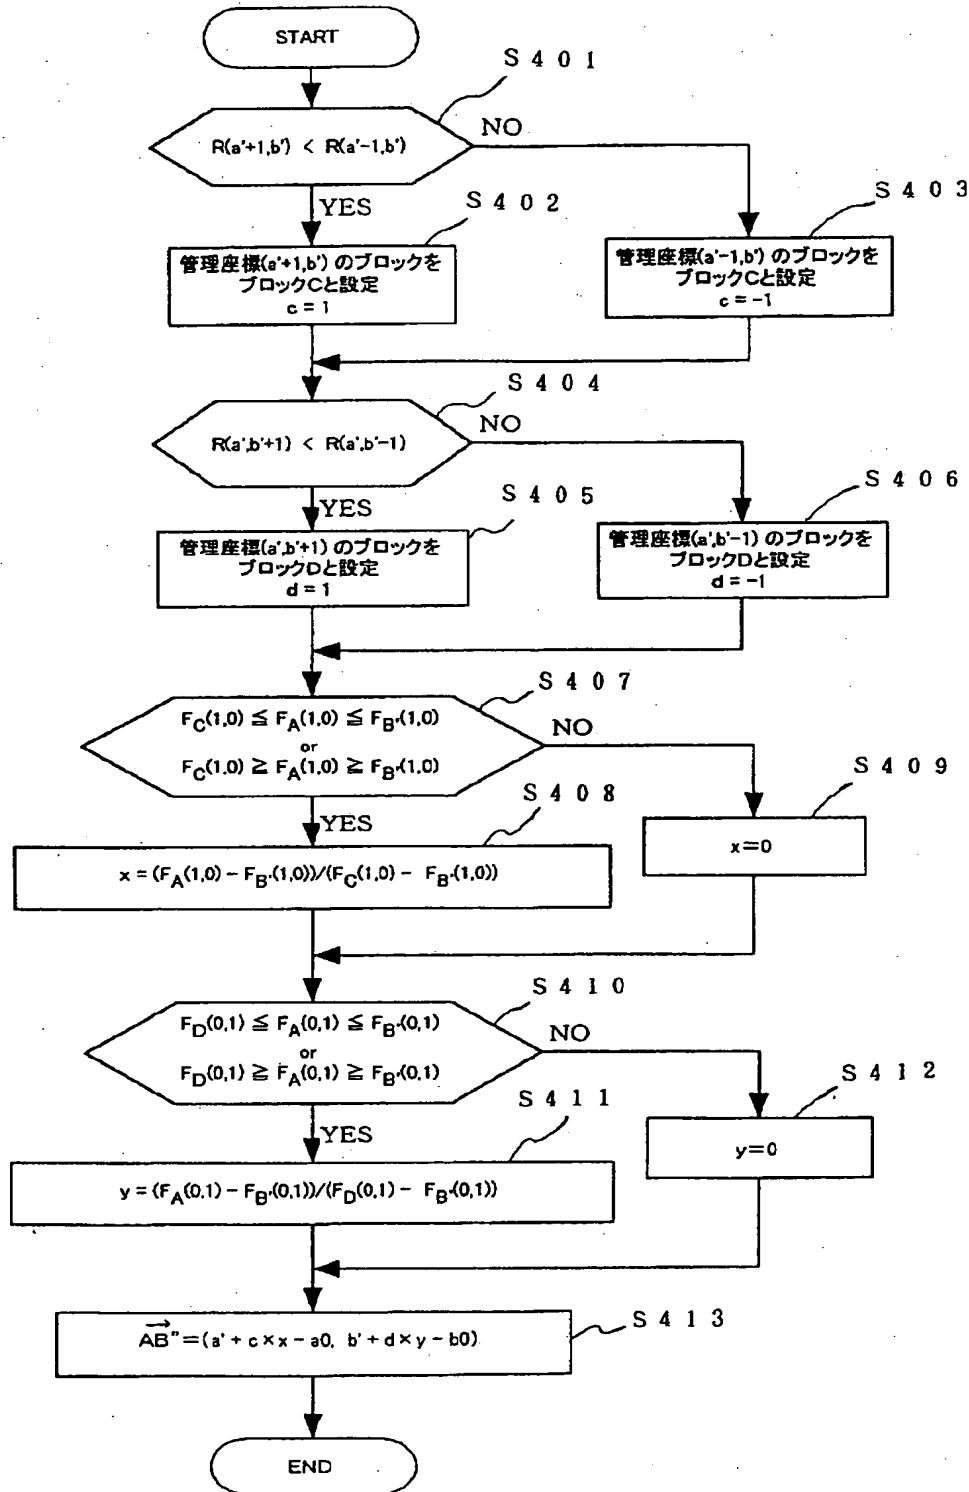 START
S401
R(a'+1,b') < R(a'-1,b')
NO
YES
S402
S403
管理座標(a'+1,b') のブロックを
ブロックCと設定
c = 1
管理座標(a'-1,b') のブロックを
ブロックCと設定
c = -1
S404
R(a',b'+1) < R(a',b'-1)
NO
YES
S405
S406
管理座標(a',b'+1) のブロックを
ブロックDと設定
d = 1
管理座標(a',b'-1) のブロックを
ブロックDと設定
d = -1
S407
FC(1,0) ≦ FA(1,0) ≦ FB'(1,0)
or
FC(1,0) ≧ FA(1,0) ≧ FB'(1,0)
NO
YES
S408
S409
x = (FA(1,0) - FB'(1,0))/(FC(1,0) - FB'(1,0))
x=0
S410
FD(0,1) ≦ FA(0,1) ≦ FB'(0,1)
or
FD(0,1) ≧ FA(0,1) ≧ FB'(0,1)
NO
YES
S411
S412
y = (FA(0,1) - FB'(0,1))/(FD(0,1) - FB'(0,1))
y=0
S413
AB"=(a' + c × x - a0, b' + d × y - b0)
END